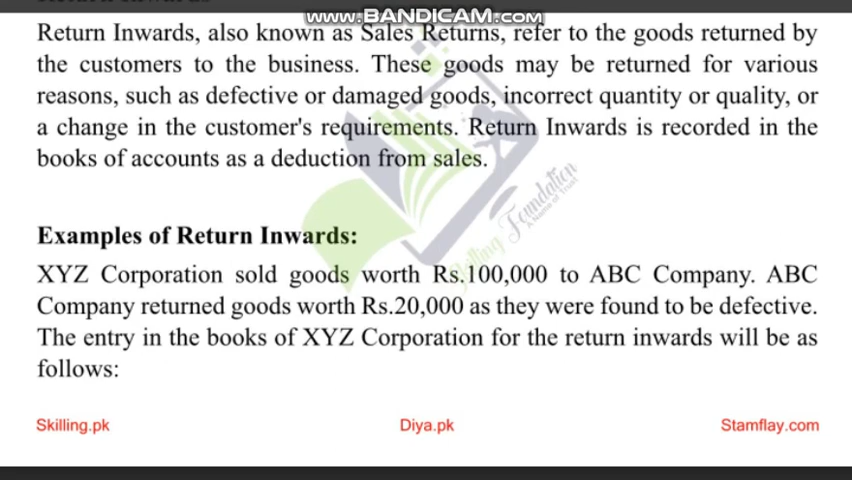 WWW.BANDICAM.COM
Return Inwards, also known as Sales Returns, refer to the goods returned by
the customers to the business. These goods may be returned for various
reasons, such as defective or damaged goods, incorrect quantity or quality, or
a change in the customer's requirements. Return Inwards is recorded in the
books of accounts as a deduction from sales.
Skilling Foundation
A Name of Trust
Examples of Return Inwards:
XYZ Corporation sold goods worth Rs.100,000 to ABC Company. ABC
Company returned goods worth Rs.20,000 as they were found to be defective.
The entry in the books of XYZ Corporation for the return inwards will be as
follows:
Skilling.pk
Diya.pk
Stamflay.com